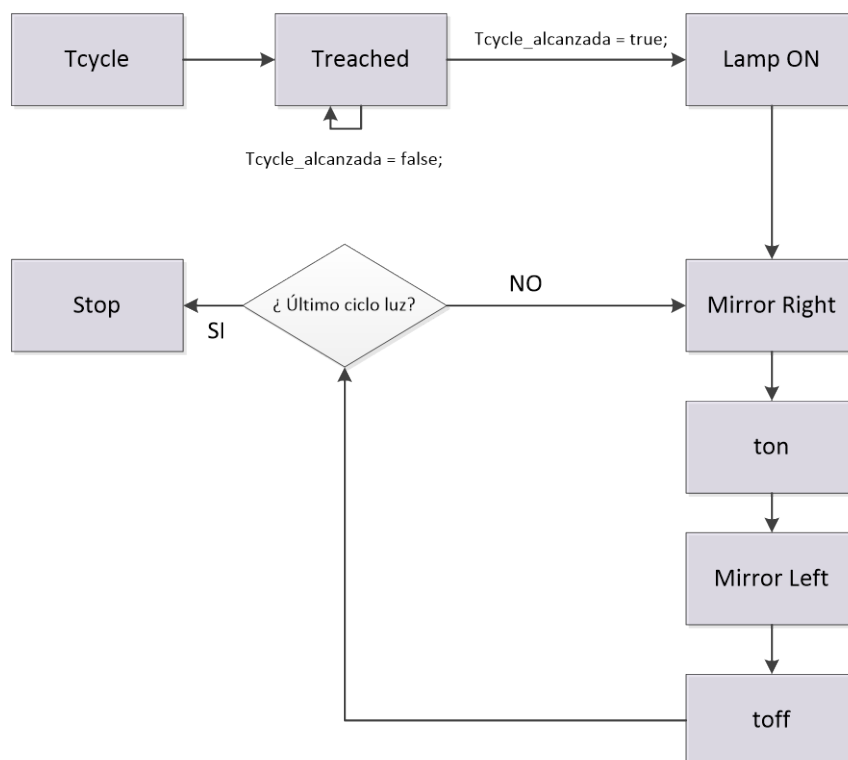 Tcycle
Treached
Tcycle_alcanzada = true;
Lamp ON
Tcycle_alcanzada = false;
Stop
SI
¿ Último ciclo luz?
NO
Mirror Right
ton
Mirror Left
toff